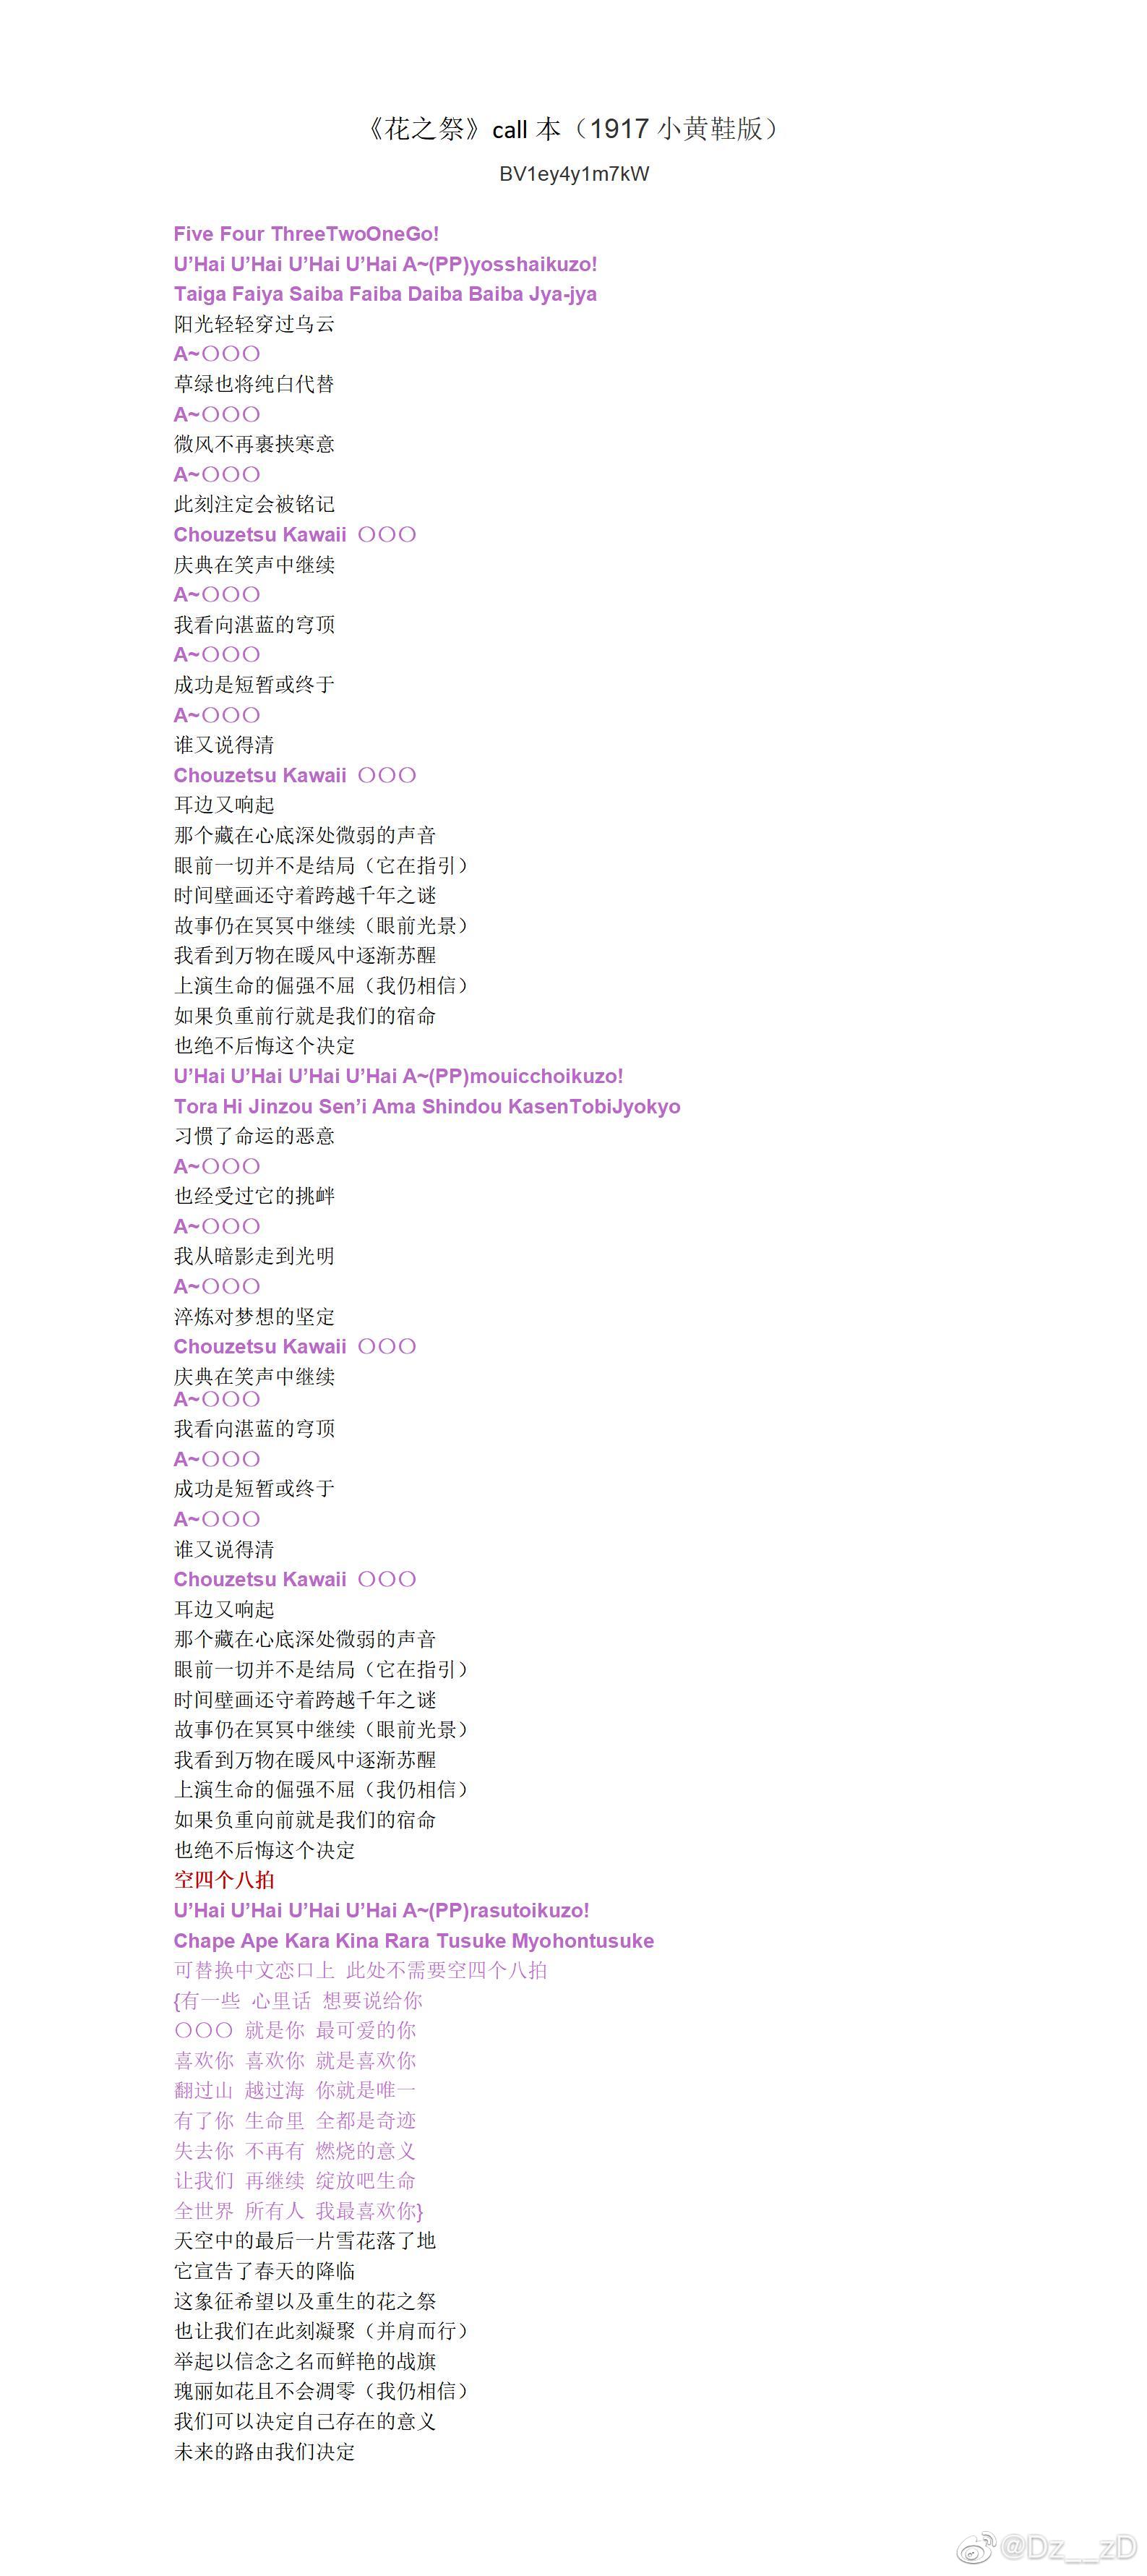 《花之祭》call 本（1917 小黄鞋版）
BV1ey4y1m7kW
Five Four ThreeTwoOneGo!
U’Hai U’Hai U’Hai U’Hai A~(PP)yosshaikuzo!
Taiga Faiya Saiba Faiba Daiba Baiba Jya-jya
阳光轻轻穿过乌云
A~〇〇〇
草绿也将纯白代替
A~〇〇〇
微风不再裹挟寒意
A~〇〇〇
此刻注定会被铭记
Chouzetsu Kawaii 〇〇〇
庆典在笑声中继续
A~〇〇〇
我看向湛蓝的穹顶
A~〇〇〇
成功是短暂或终于
A~〇〇〇
谁又说得清
Chouzetsu Kawaii 〇〇〇
耳边又响起
那个藏在心底深处微弱的声音
眼前一切并不是结局（它在指引）
时间壁画还守着跨越千年之谜
故事仍在冥冥中继续（眼前光景）
我看到万物在暖风中逐渐苏醒
上演生命的倔强不屈（我仍相信）
如果负重前行就是我们的宿命
也绝不后悔这个决定
U’Hai U’Hai U’Hai U’Hai A~(PP)mouicchoikuzo!
Tora Hi Jinzou Sen’i Ama Shindou KasenTobiJyokyo
习惯了命运的恶意
A~〇〇〇
也经受过它的挑衅
A~〇〇〇
我从暗影走到光明
A~〇〇〇
淬炼对梦想的坚定
Chouzetsu Kawaii 〇〇〇
庆典在笑声中继续
A~〇〇〇
我看向湛蓝的穹顶
A~〇〇〇
成功是短暂或终于
A~〇〇〇
谁又说得清
Chouzetsu Kawaii 〇〇〇
耳边又响起
那个藏在心底深处微弱的声音
眼前一切并不是结局（它在指引）
时间壁画还守着跨越千年之谜
故事仍在冥冥中继续（眼前光景）
我看到万物在暖风中逐渐苏醒
上演生命的倔强不屈（我仍相信）
如果负重向前就是我们的宿命
也绝不后悔这个决定
空四个八拍
U’Hai U’Hai U’Hai U’Hai A~(PP)rasutoikuzo!
Chape Ape Kara Kina Rara Tusuke Myohontusuke
可替换中文恋口上 此处不需要空四个八拍
{有一些 心里话 想要说给你
〇〇〇 就是你 最可爱的你
喜欢你 喜欢你 就是喜欢你
翻过山 越过海 你就是唯一
有了你 生命里 全都是奇迹
失去你 不再有 燃烧的意义
让我们 再继续 绽放吧生命
全世界 所有人 我最喜欢你}
天空中的最后一片雪花落了地
它宣告了春天的降临
这象征希望以及重生的花之祭
也让我们在此刻凝聚（并肩而行）
举起以信念之名而鲜艳的战旗
瑰丽如花且不会凋零（我仍相信）
我们可以决定自己存在的意义
未来的路由我们决定
@Dz__zD